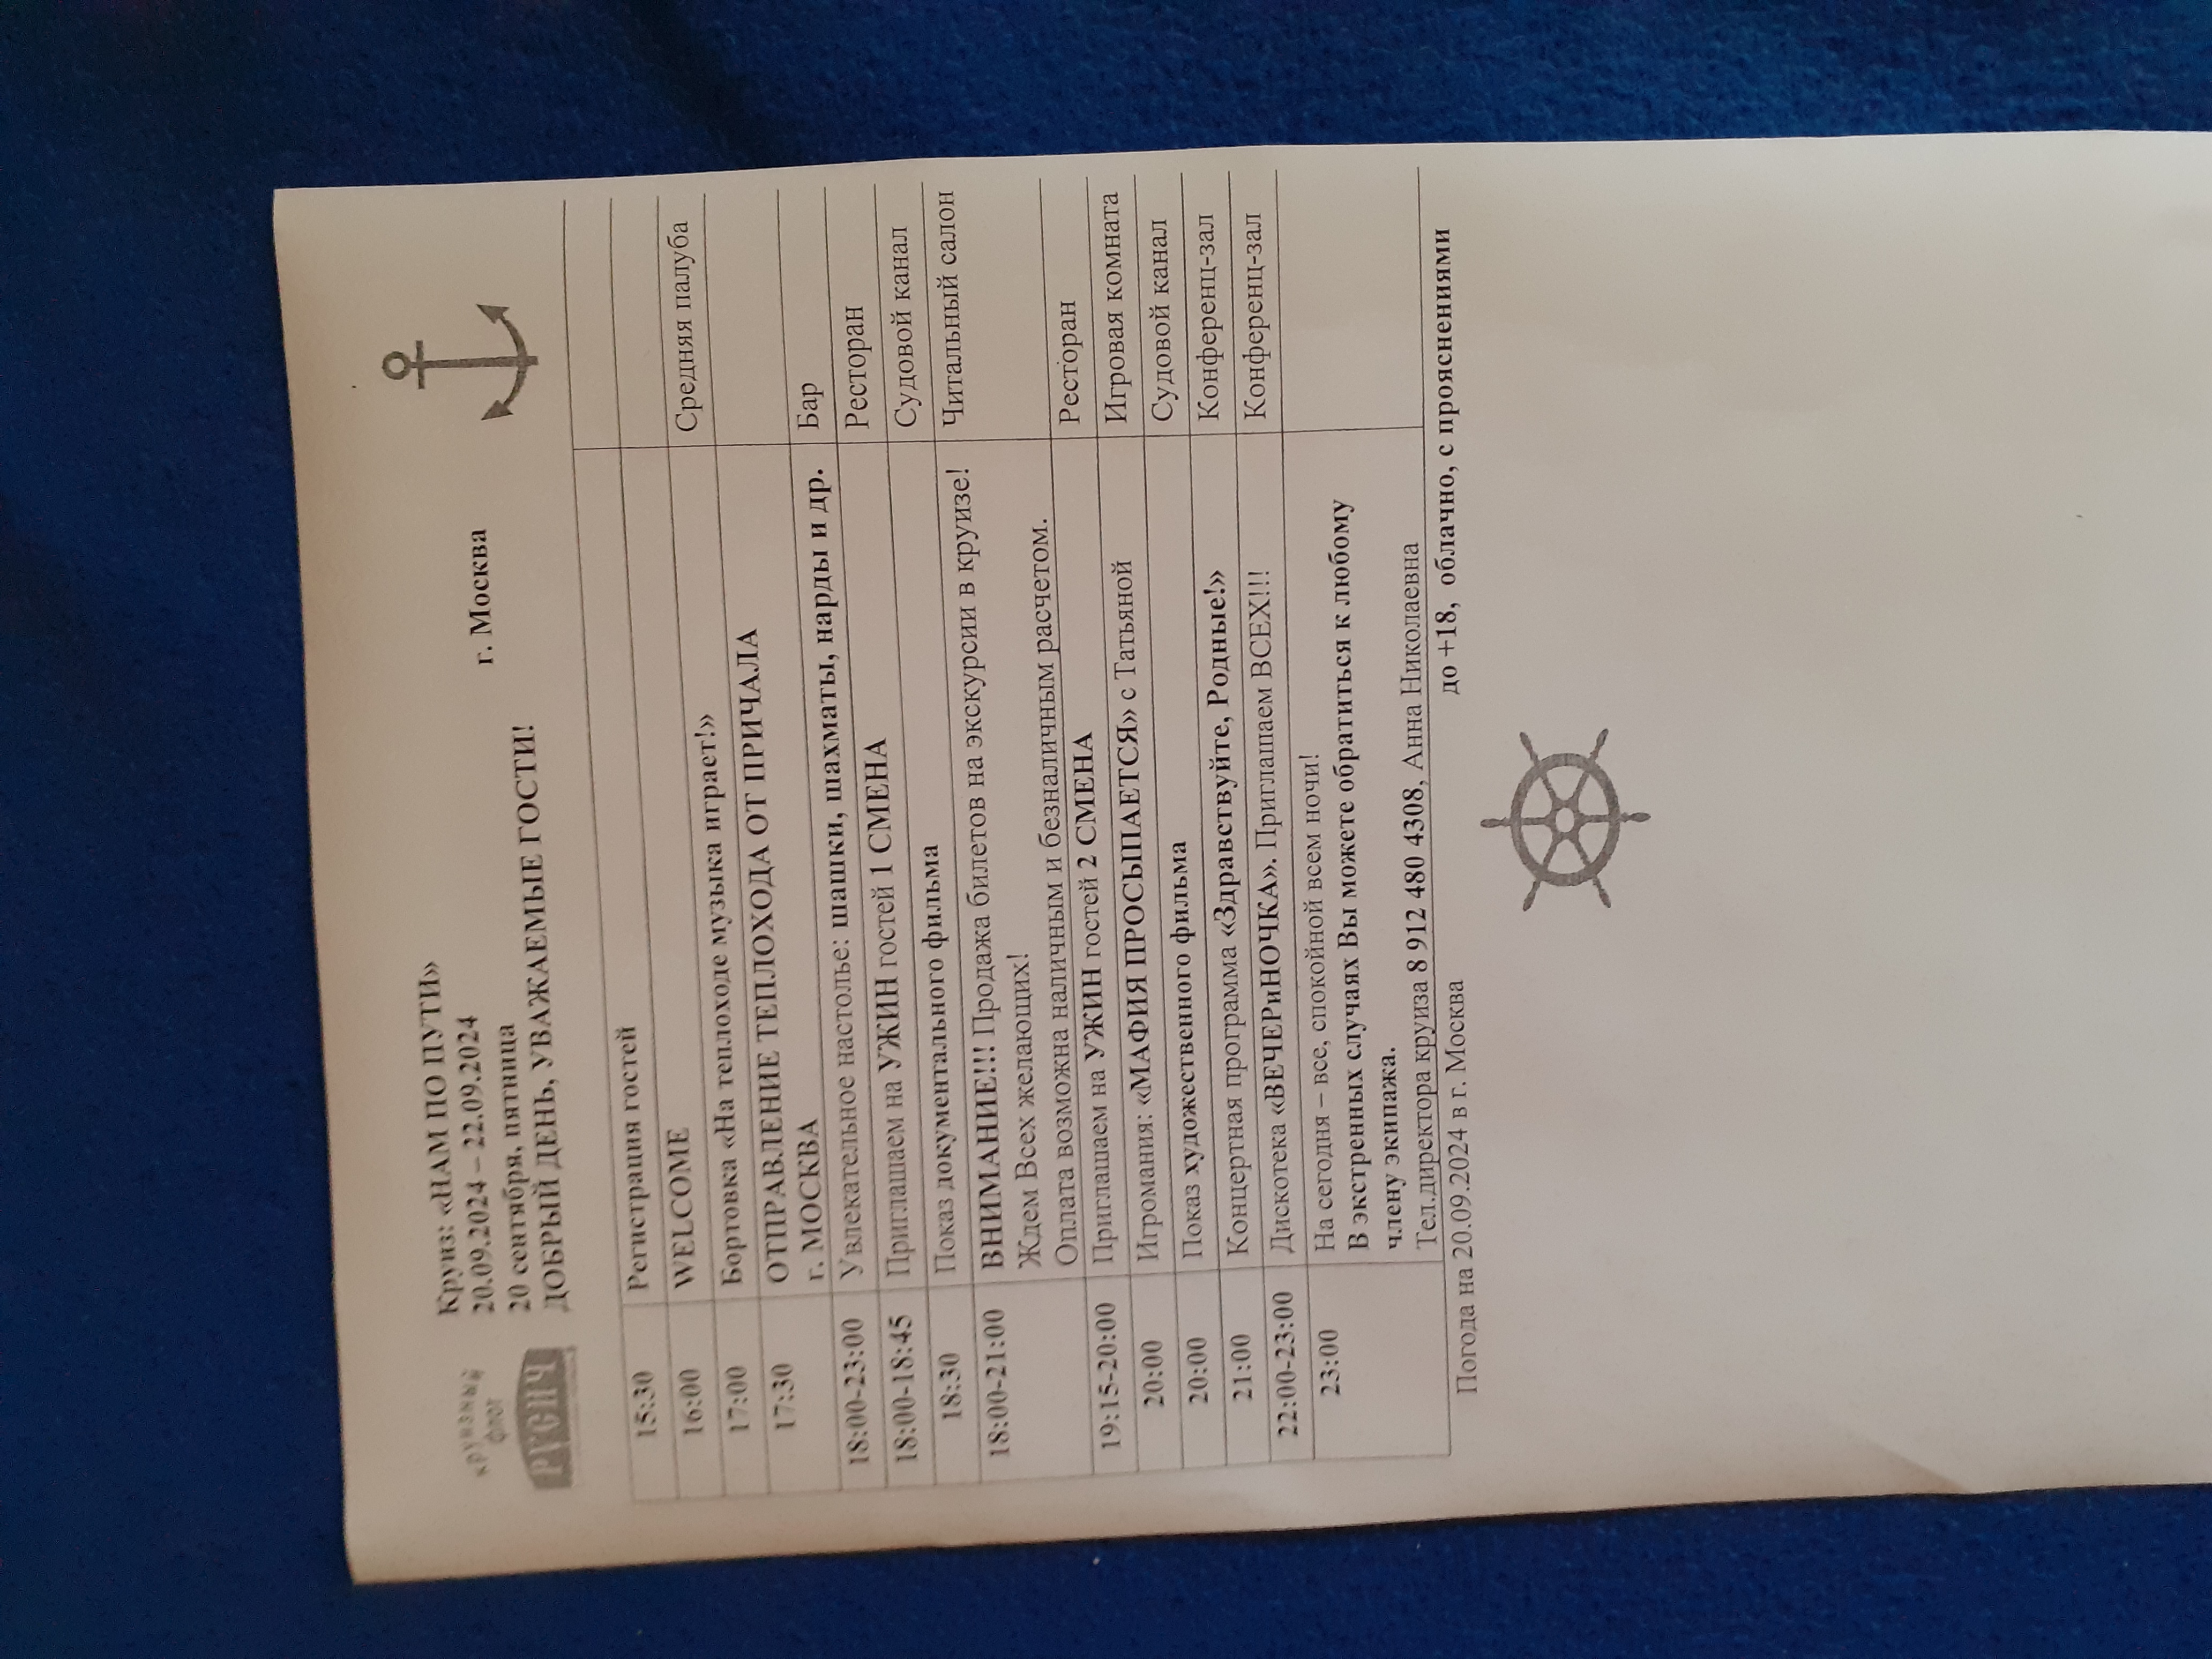 круизный
флот
РУСИЧ
Круиз: «НАМ ПО ПУТИ»
20.09.2024 – 22.09.2024
20 сентября, пятница г. Москва
ДОБРЫЙ ДЕНЬ, УВАЖАЕМЫЕ ГОСТИ!
15:30 Регистрация гостей
16:00 WELCOME
17:00 Бортовка «На теплоходе музыка играет!» Средняя палуба
17:30 ОТПРАВЛЕНИЕ ТЕПЛОХОДА ОТ ПРИЧАЛА
г. МОСКВА
18:00-23:00 Увлекательное настолье: шашки, шахматы, нарды и др. Бар
18:00-18:45 Приглашаем на УЖИН гостей 1 СМЕНА Ресторан
18:30 Показ документального фильма Судовой канал
18:00-21:00 ВНИМАНИЕ!!! Продажа билетов на экскурсии в круизе! Читальный салон
Ждем Всех желающих!
Оплата возможна наличным и безналичным расчетом.
19:15-20:00 Приглашаем на УЖИН гостей 2 СМЕНА Ресторан
20:00 Игромания: «МАФИЯ ПРОСЫПАЕТСЯ» с Татьяной Игровая комната
20:00 Показ художественного фильма Судовой канал
21:00 Концертная программа «Здравствуйте, Родные!» Конференц-зал
22:00-23:00 Дискотека «ВЕЧЕРиНОЧКА». Приглашаем ВСЕХ!!! Конференц-зал
23:00 На сегодня – все, спокойной всем ночи!
В экстренных случаях Вы можете обратиться к любому
члену экипажа.
Тел.директора круиза 8 912 480 4308, Анна Николаевна
Погода на 20.09.2024 в г. Москва до +18, облачно, с прояснениями